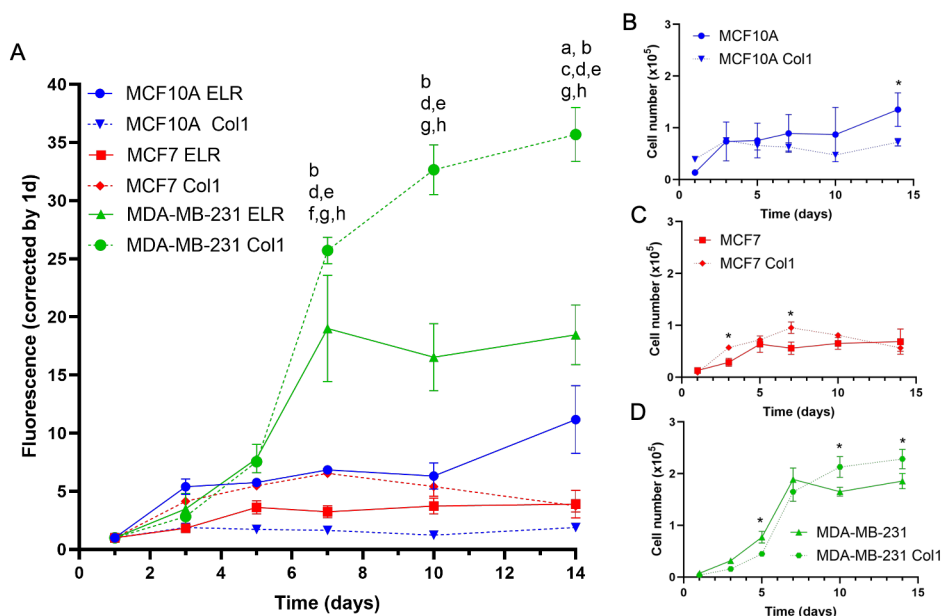 A
Fluorescence (corrected by 1d)
40
35
30
25
20
15
10
5
0
0
2
4
6
8
10
12
14
Time (days)
MCF10A ELR
MCF10A Col1
MCF7 ELR
MCF7 Col1
MDA-MB-231 ELR
MDA-MB-231 Col1
b
d,e
f,g,h
b
d,e
g,h
a, b
c,d,e
g,h
B
Cell number (x10⁵)
3
2
1
0
0
5
10
15
Time (days)
MCF10A
MCF10A Col1
*
C
Cell number (x10⁵)
3
2
1
0
0
5
10
15
Time (days)
MCF7
MCF7 Col1
*
*
D
Cell number (x10⁵)
3
2
1
0
0
5
10
15
Time (days)
*
*
*
MDA-MB-231
MDA-MB-231 Col1